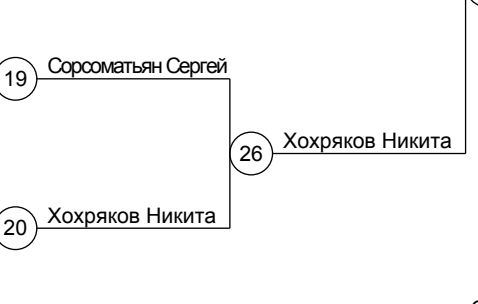 19 Сорсоматьян Сергей
26 Хохряков Никита
20 Хохряков Никита